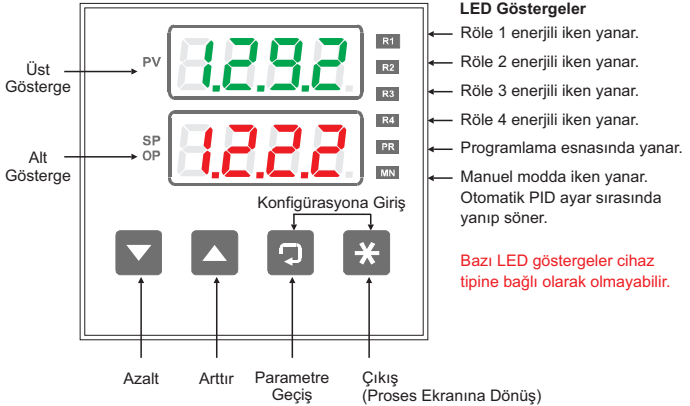 LED Göstergeler
Röle 1 enerjili iken yanar.
Röle 2 enerjili iken yanar.
Röle 3 enerjili iken yanar.
Röle 4 enerjili iken yanar.
Programlama esnasında yanar.
Manuel modda iken yanar.
Otomatik PID ayar sırasında
yanıp söner.
Bazı LED göstergeler cihaz
tipine bağlı olarak olmayabilir.
Üst
Gösterge
PV
1.2.9.2
R1
R2
R3
Alt
Gösterge
SP
OP
1.2.2.2
R4
PR
MN
Konfigürasyona Giriş
Azalt
Arttır
Parametre
Geçiş
Çıkış
(Proses Ekranına Dönüş)